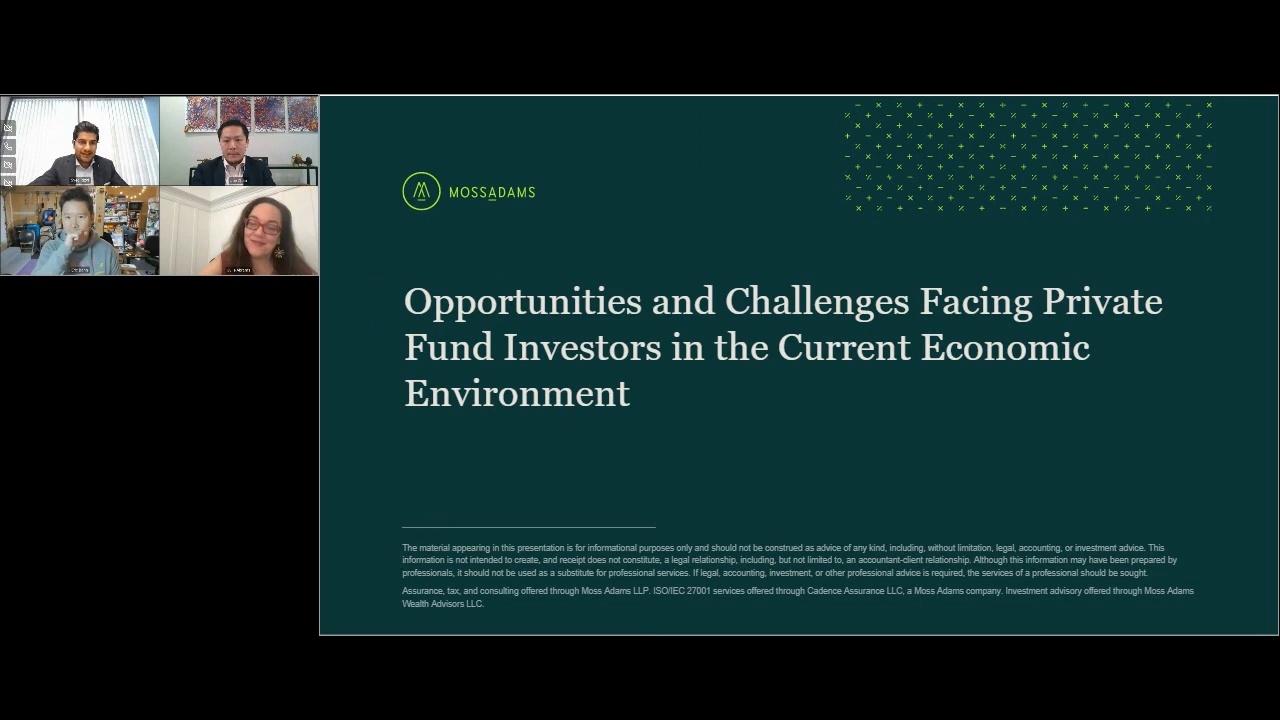 MOSSADAMS
Opportunities and Challenges Facing Private
Fund Investors in the Current Economic
Environment
The material appearing in this presentation is for informational purposes only and should not be construed as advice of any kind, including, without limitation, legal, accounting, or investment advice. This
information is not intended to create, and receipt does not constitute, a legal relationship, including, but not limited to, an accountant-client relationship. Although this information may have been prepared by
professionals, it should not be used as a substitute for professional services. If legal, accounting, investment, or other professional advice is required, the services of a professional should be sought.
Assurance, tax, and consulting offered through Moss Adams LLP. ISO/IEC 27001 services offered through Cadence Assurance LLC, a Moss Adams company. Investment advisory offered through Moss Adams
Wealth Advisors LLC.